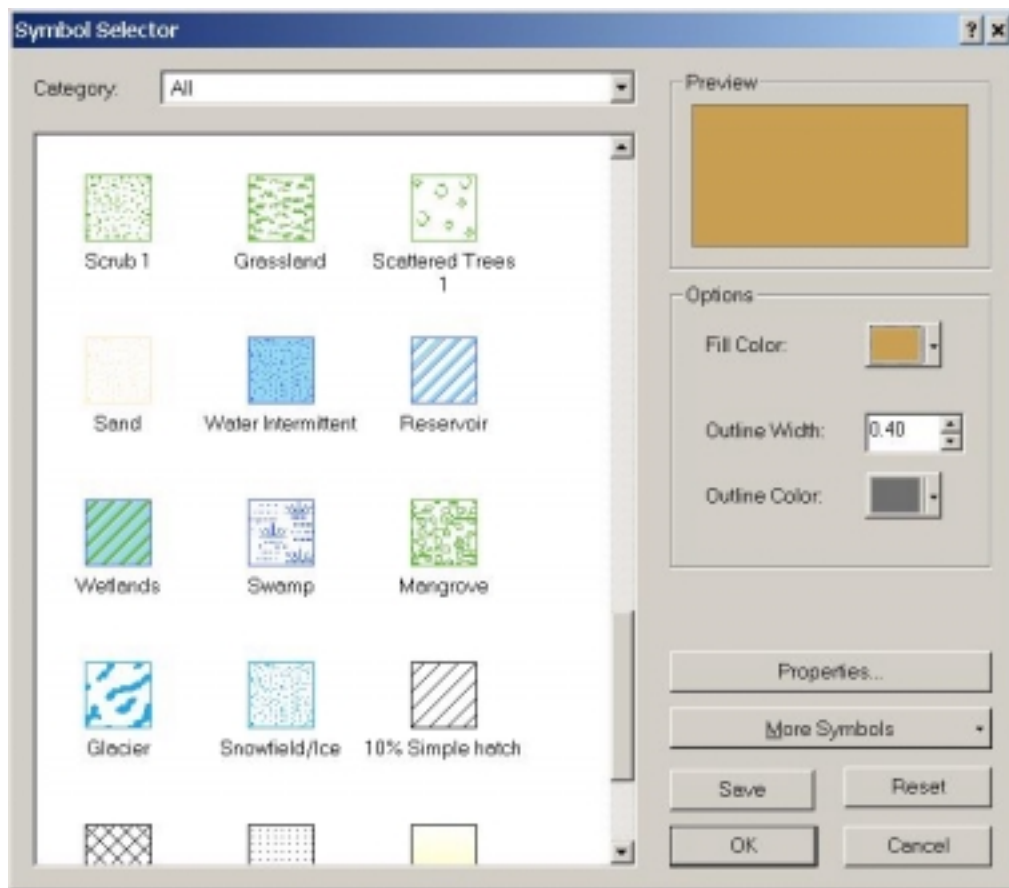 Symbol Selector
Category:
All
Scrub 1
Grassland
Scattered Trees
1
Sand
Water Intermittent
Reservoir
Wetlands
Swamp
Mangrove
Glacier
Snowfield/Ice
10% Simple hatch
Preview
Options
Fill Color:
Outline Width:
0.40
Outline Color:
Properties...
More Symbols
Save
Reset
OK
Cancel